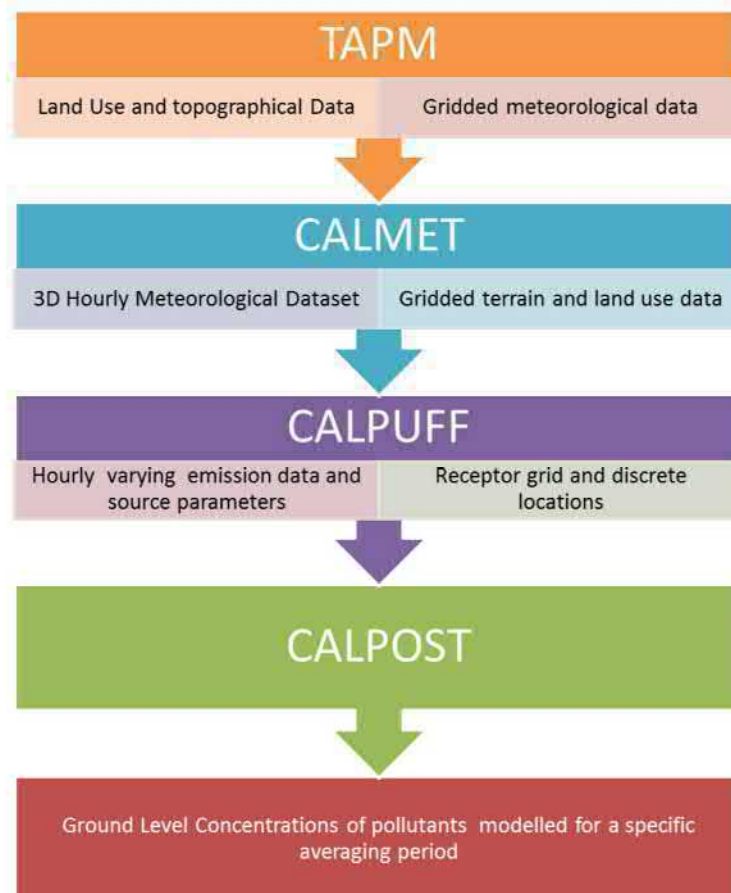 TAPM
Land Use and topographical Data
Gridded meteorological data
CALMET
3D Hourly Meteorological Dataset
Gridded terrain and land use data
CALPUFF
Hourly varying emission data and
source parameters
Receptor grid and discrete
locations
CALPOST
Ground Level Concentrations of pollutants modelled for a specific
averaging period